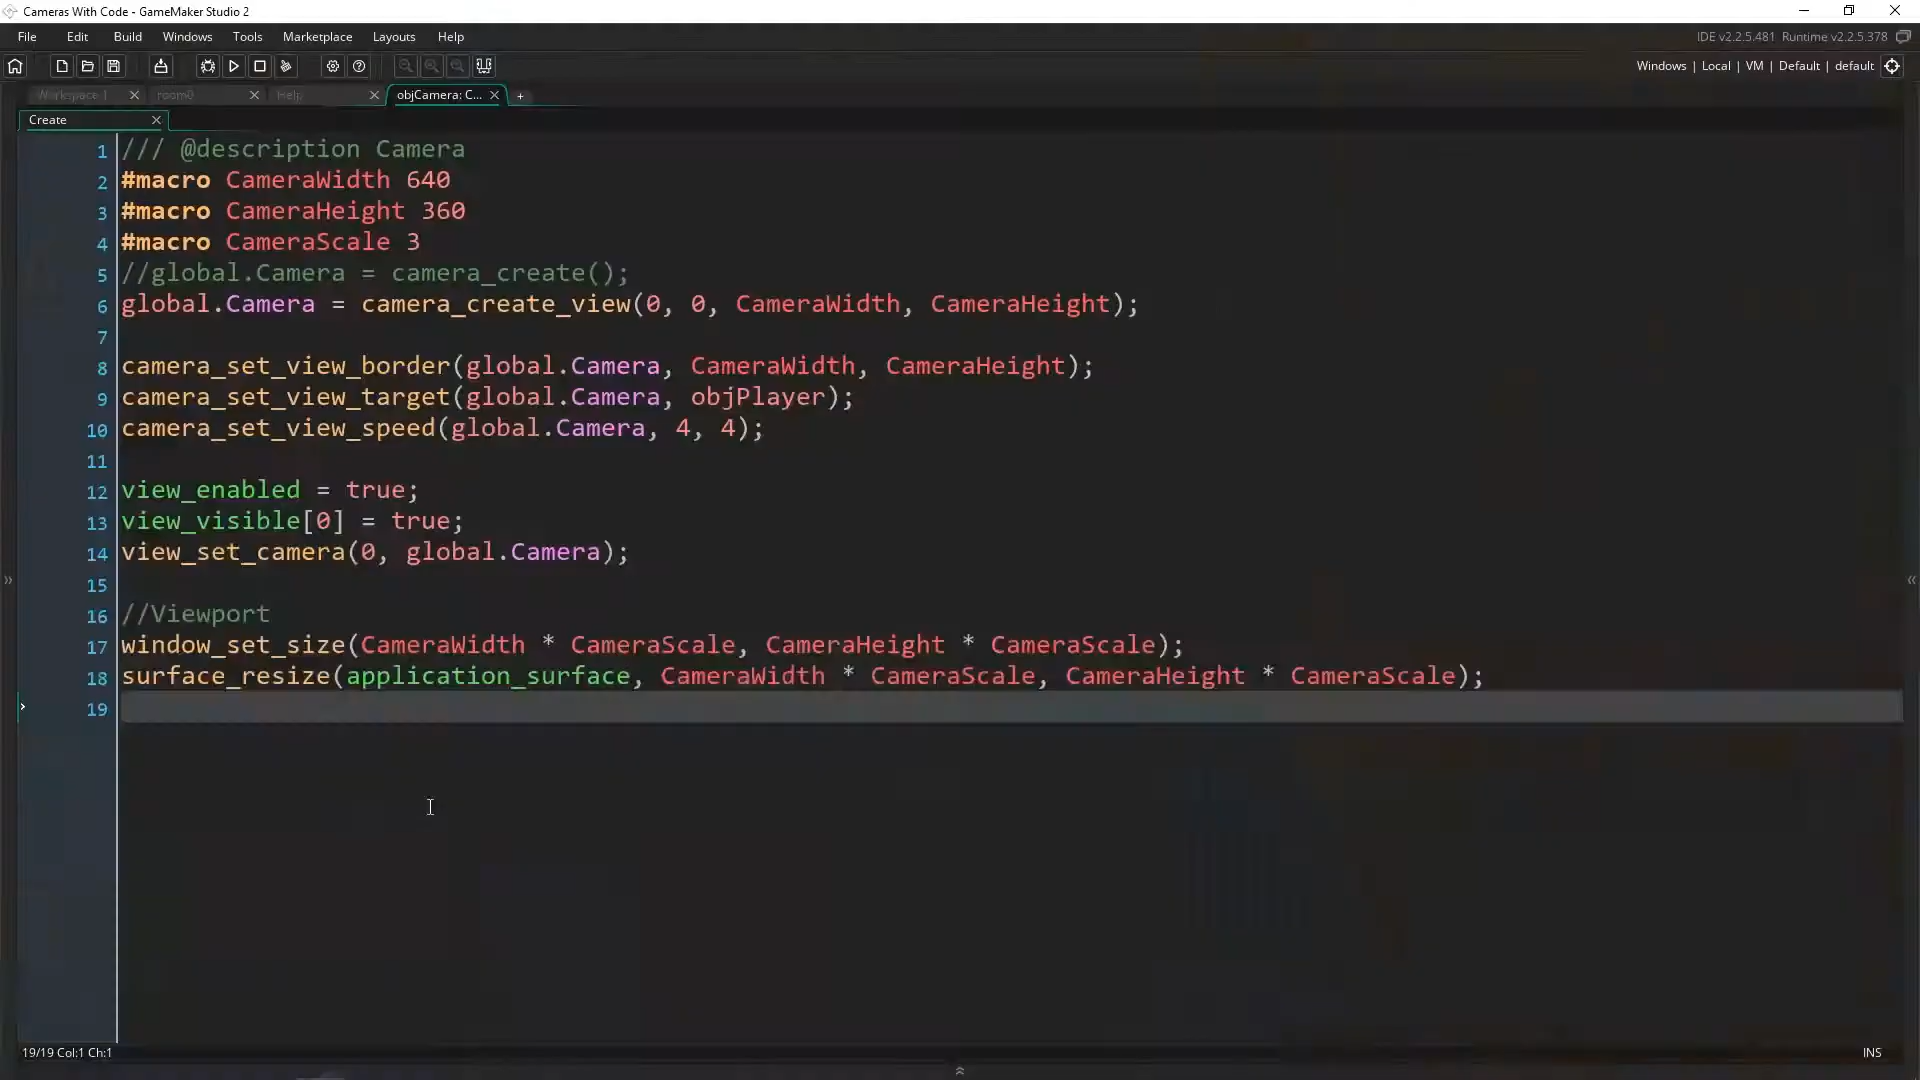 Cameras With Code - GameMaker Studio 2
File Edit Build Windows Tools Marketplace Layouts Help
IDE v2.2.5.481 Runtime v2.2.5.378
Windows | Local | VM | Default | default
Workspace 1 room0 Help objCamera: C...
Create
1 /// @description Camera
2 #macro CameraWidth 640
3 #macro CameraHeight 360
4 #macro CameraScale 3
5 //global.Camera = camera_create();
6 global.Camera = camera_create_view(0, 0, CameraWidth, CameraHeight);
7
8 camera_set_view_border(global.Camera, CameraWidth, CameraHeight);
9 camera_set_view_target(global.Camera, objPlayer);
10 camera_set_view_speed(global.Camera, 4, 4);
11
12 view_enabled = true;
13 view_visible[0] = true;
14 view_set_camera(0, global.Camera);
15
16 //Viewport
17 window_set_size(CameraWidth * CameraScale, CameraHeight * CameraScale);
18 surface_resize(application_surface, CameraWidth * CameraScale, CameraHeight * CameraScale);
19
19/19 Col:1 Ch:1
INS